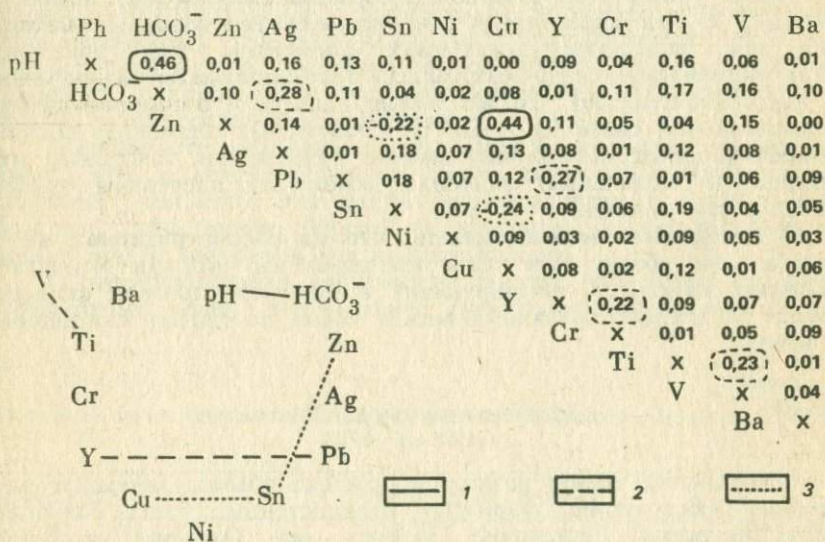 Ph HCO₃⁻ Zn Ag Pb Sn Ni Cu Y Cr Ti V Ba
pH x 0,46 0,01 0,16 0,13 0,11 0,01 0,00 0,09 0,04 0,16 0,06 0,01
HCO₃⁻ x 0,10 0,28 0,11 0,04 0,02 0,08 0,01 0,11 0,17 0,16 0,10
Zn x 0,14 0,01 -0,22 0,02 0,44 0,11 0,05 0,04 0,15 0,00
Ag x 0,01 0,18 0,07 0,13 0,08 0,01 0,12 0,08 0,01
Pb x 018 0,07 0,12 0,27 0,07 0,01 0,06 0,09
Sn x 0,07 -0,24 0,09 0,06 0,19 0,04 0,05
Ni x 0,09 0,03 0,02 0,09 0,05 0,03
Cu x 0,08 0,02 0,12 0,01 0,06
Y x 0,22 0,09 0,07 0,07
Cr x 0,01 0,05 0,09
Ti x 0,23 0,01
V x 0,04
Ba x
V Ba pH HCO₃⁻
Ti Zn
Cr Ag
Y Pb
Cu Sn
Ni
1 2 3